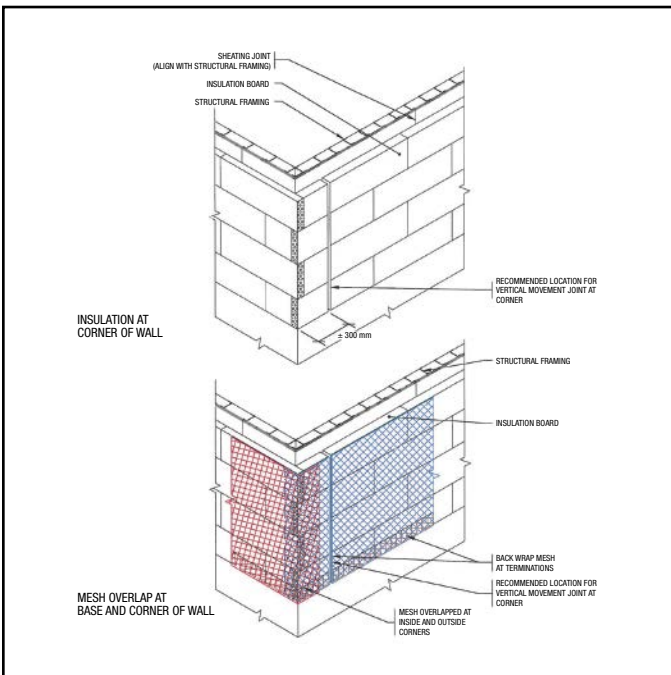 SHEATING JOINT
(ALIGN WITH STRUCTURAL FRAMING)
INSULATION BOARD
STRUCTURAL FRAMING
RECOMMENDED LOCATION FOR
VERTICAL MOVEMENT JOINT AT
CORNER
± 300 mm
INSULATION AT
CORNER OF WALL
STRUCTURAL FRAMING
INSULATION BOARD
BACK WRAP MESH
AT TERMINATIONS
RECOMMENDED LOCATION FOR
VERTICAL MOVEMENT JOINT AT
CORNER
MESH OVERLAPPED AT
INSIDE AND OUTSIDE
CORNERS
MESH OVERLAP AT
BASE AND CORNER OF WALL